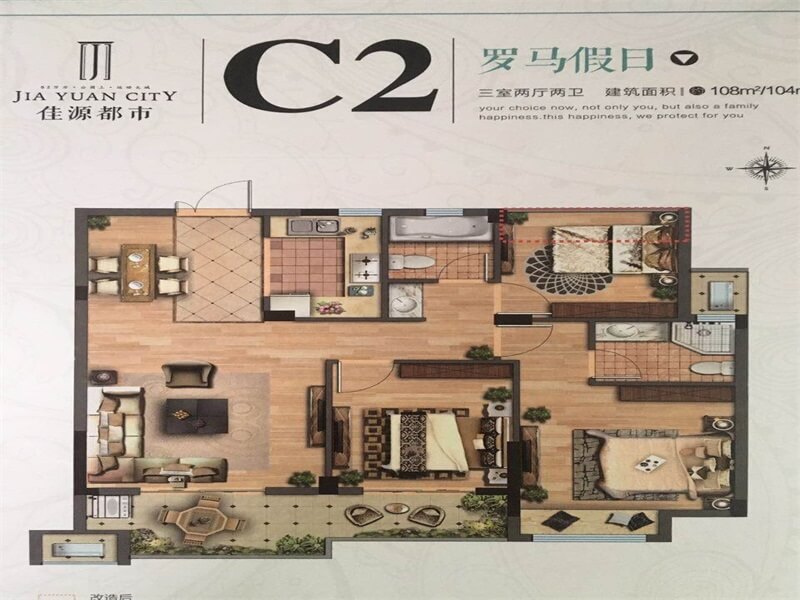 C2
罗马假日
JIA YUAN CITY
佳源都市
三室两厅两卫 建筑面积 | 约 108m²/104m
your choice now, not only you, but also a family
happiness.this happiness, we protect for you
N
W
S
改造后